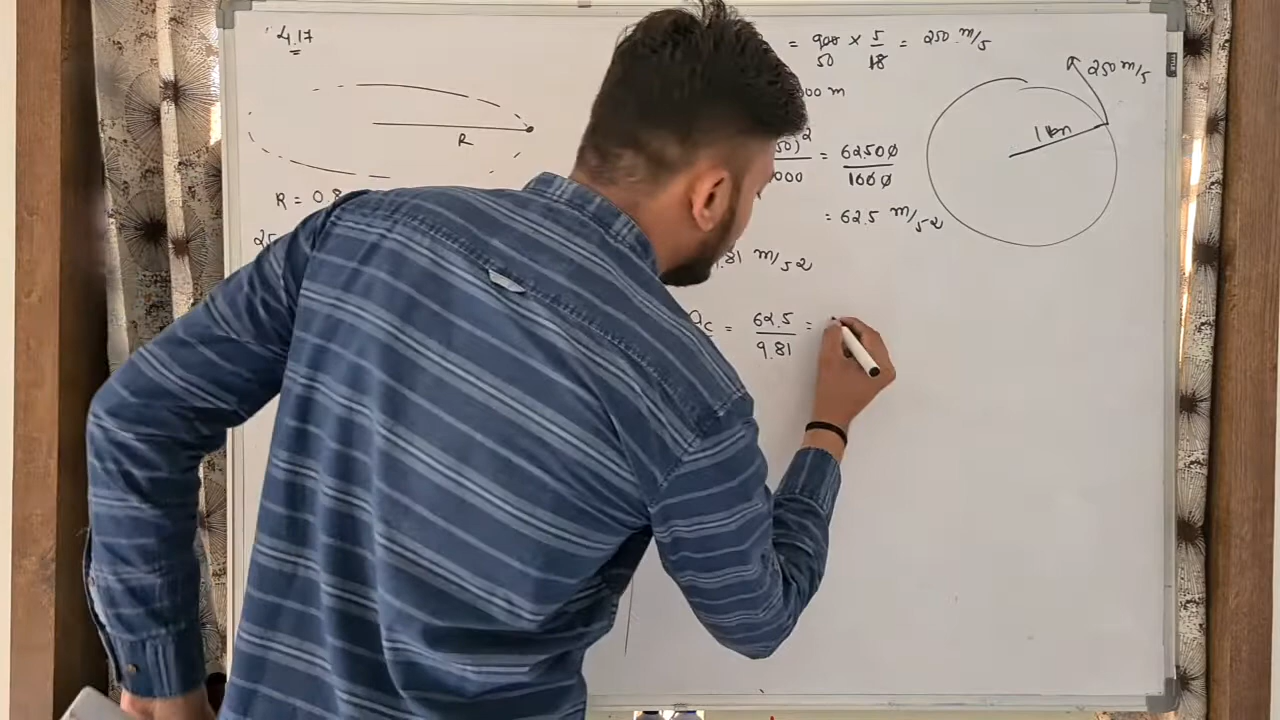 4.17
R
R = 0.8
25
= 900 × 5/18 = 250 m/s
50
000 m
50)²/000 = 62500/1000
= 62.5 m/s2
.81 m/s2
ac = 62.5/9.81 =
250 m/s
1 km